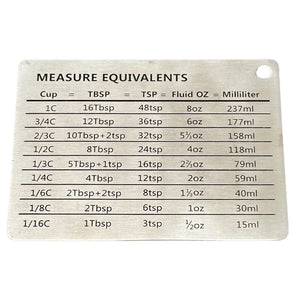 MEASURE EQUIVALENTS
Cup = TBSP = TSP = Fluid OZ = Milliliter
1C 16Tbsp 48tsp 8oz 237ml
3/4C 12Tbsp 36tsp 6oz 177ml
2/3C 10Tbsp+2tsp 32tsp 5⅓oz 158ml
1/2C 8Tbsp 24tsp 4oz 118ml
1/3C 5Tbsp+1tsp 16tsp 2⅔oz 79ml
1/4C 4Tbsp 12tsp 2oz 59ml
1/6C 2Tbsp+2tsp 8tsp 1⅓oz 40ml
1/8C 2Tbsp 6tsp 1oz 30ml
1/16C 1Tbsp 3tsp ½oz 15ml